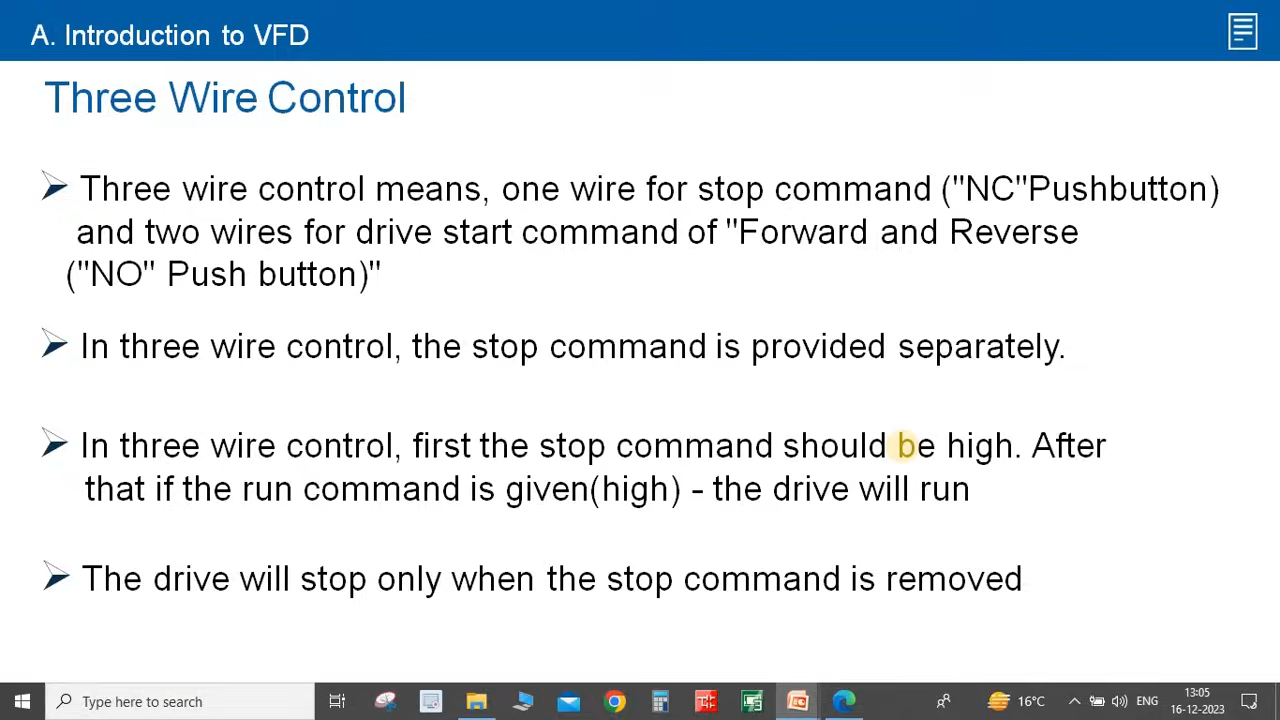 A. Introduction to VFD
Three Wire Control
Three wire control means, one wire for stop command ("NC"Pushbutton)
and two wires for drive start command of "Forward and Reverse
("NO" Push button)"
In three wire control, the stop command is provided separately.
In three wire control, first the stop command should be high. After
that if the run command is given(high) - the drive will run
The drive will stop only when the stop command is removed
Type here to search
16°C
ENG
13:05
16-12-2023